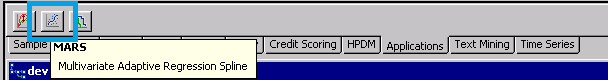 Sample
Credit Scoring
HPDM
Applications
Text Mining
Time Series
MARS
Multivariate Adaptive Regression Spline
dev